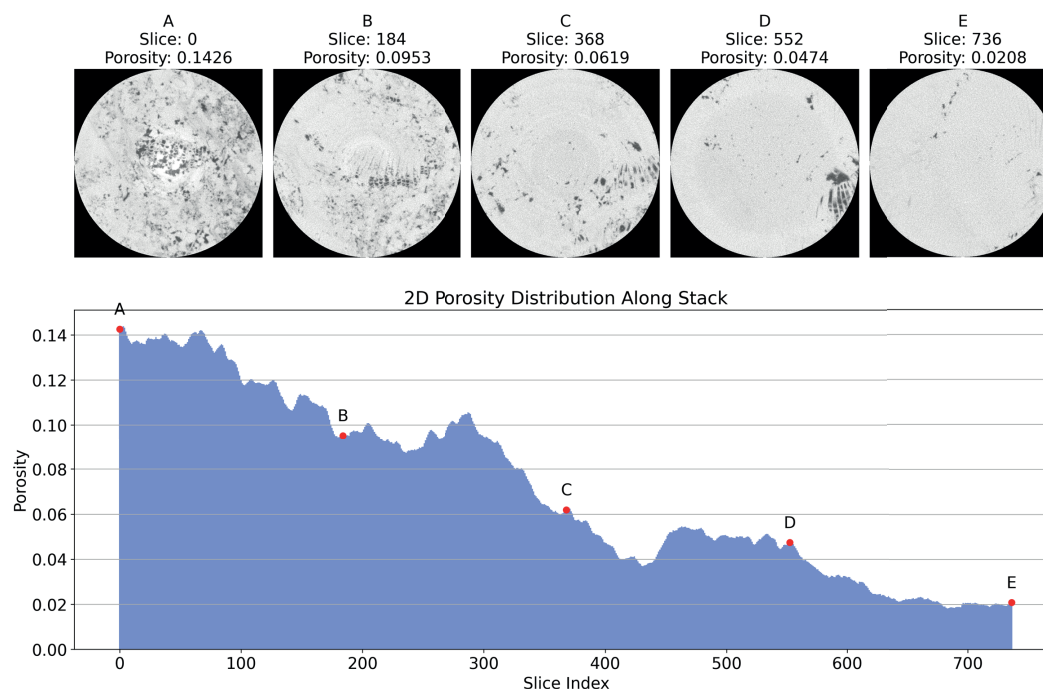 A
Slice: 0
Porosity: 0.1426
B
Slice: 184
Porosity: 0.0953
C
Slice: 368
Porosity: 0.0619
D
Slice: 552
Porosity: 0.0474
E
Slice: 736
Porosity: 0.0208
2D Porosity Distribution Along Stack
A
B
C
D
E
Porosity
0.14
0.12
0.10
0.08
0.06
0.04
0.02
0.00
0 100 200 300 400 500 600 700
Slice Index